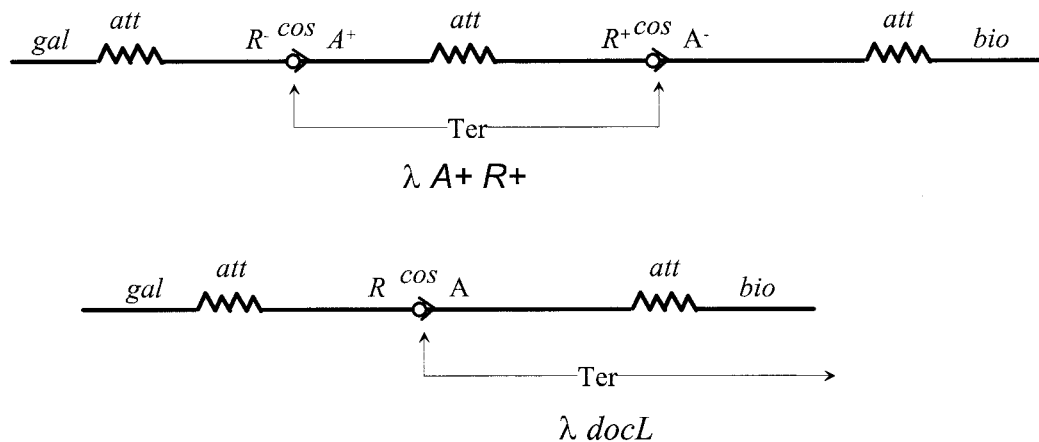 att att att
gal R- cos A+ R+ cos A- bio
Ter
λ A+ R+
att att
gal R cos A bio
Ter
λ docL